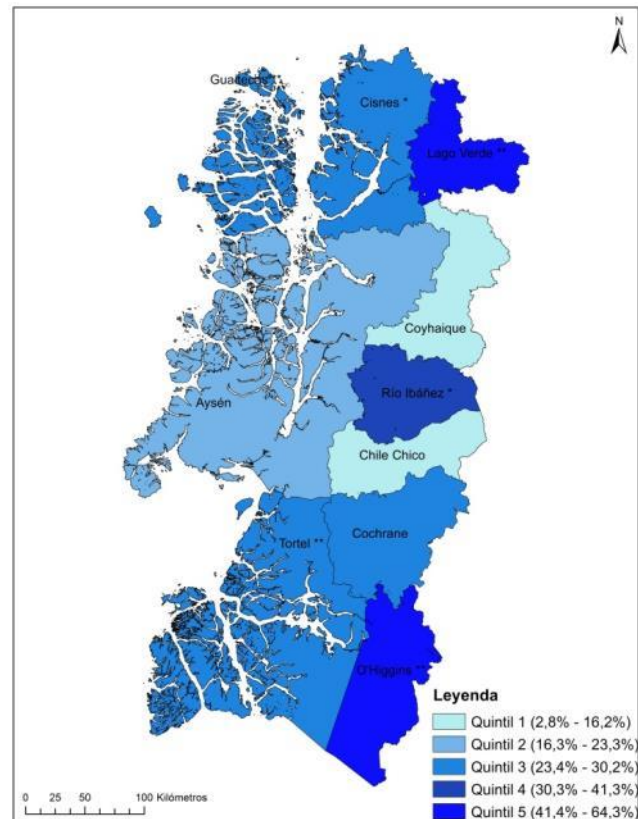 N
Guaitecas**
Cisnes *
Lago Verde **
Coyhaique
Río Ibáñez *
Aysén
Chile Chico
Cochrane
Tortel **
O'Higgins **
Leyenda
Quintil 1 (2,8% - 16,2%)
Quintil 2 (16,3% - 23,3%)
Quintil 3 (23,4% - 30,2%)
Quintil 4 (30,3% - 41,3%)
Quintil 5 (41,4% - 64,3%)
0 25 50 100 Kilómetros